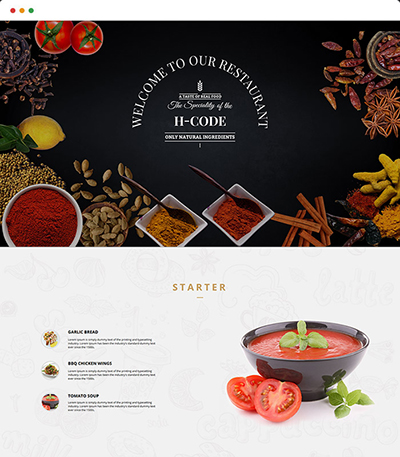 WELCOME TO OUR RESTAURANT
A TASTE OF REAL FOOD
The Speciality of the
H-CODE
ONLY NATURAL INGREDIENTS
STARTER
GARLIC BREAD
Lorem Ipsum is simply dummy text of the printing and typesetting
industry. Lorem Ipsum has been the industry's standard dummy text
ever since the 1500s.
BBQ CHICKEN WINGS
Lorem Ipsum is simply dummy text of the printing and typesetting
industry. Lorem Ipsum has been the industry's standard dummy text
ever since the 1500s.
TOMATO SOUP
Lorem Ipsum is simply dummy text of the printing and typesetting
industry. Lorem Ipsum has been the industry's standard dummy text
ever since the 1500s.